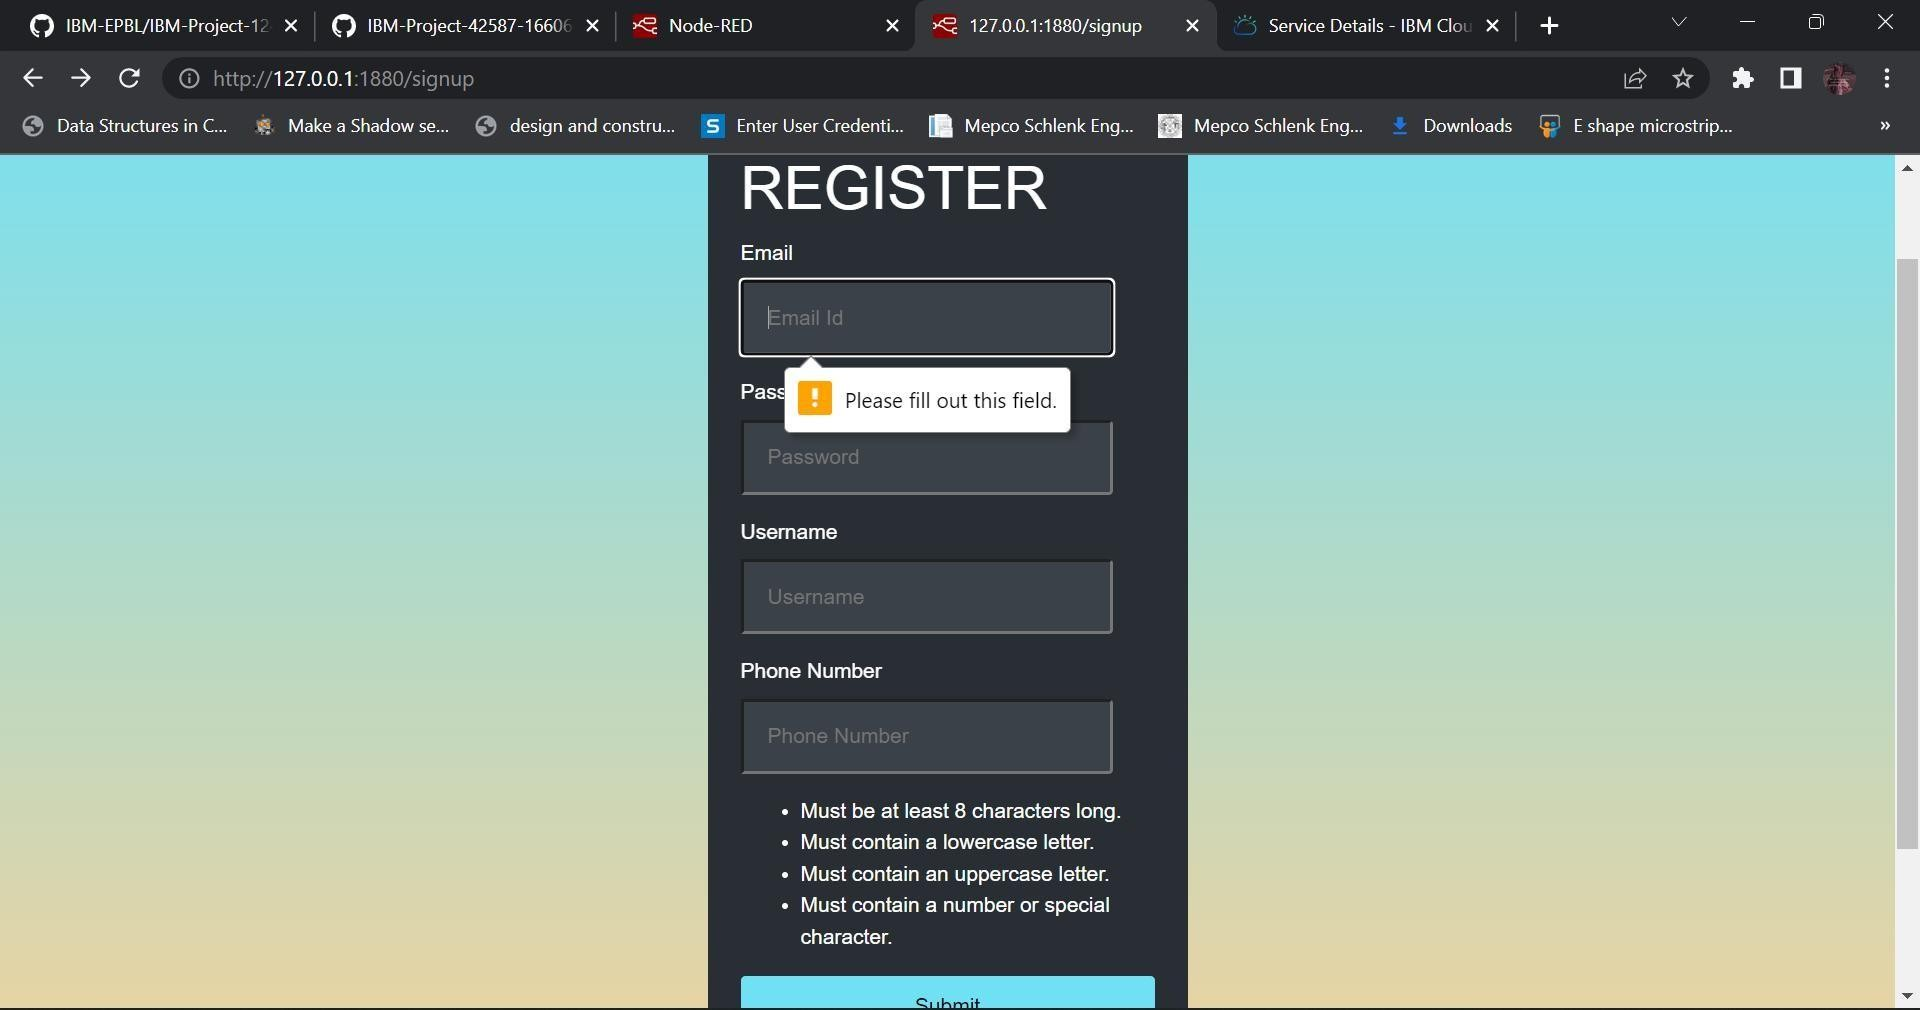 IBM-EPBL/IBM-Project-12
IBM-Project-42587-16606
Node-RED
127.0.0.1:1880/signup
Service Details - IBM Clou
http://127.0.0.1:1880/signup
Data Structures in C...
Make a Shadow se...
design and constru...
S Enter User Credenti...
Mepco Schlenk Eng...
Mepco Schlenk Eng...
Downloads
E shape microstrip...
»
REGISTER
Email
Email Id
Pass
Please fill out this field.
Password
Username
Username
Phone Number
Phone Number
• Must be at least 8 characters long.
• Must contain a lowercase letter.
• Must contain an uppercase letter.
• Must contain a number or special
character.
Submit